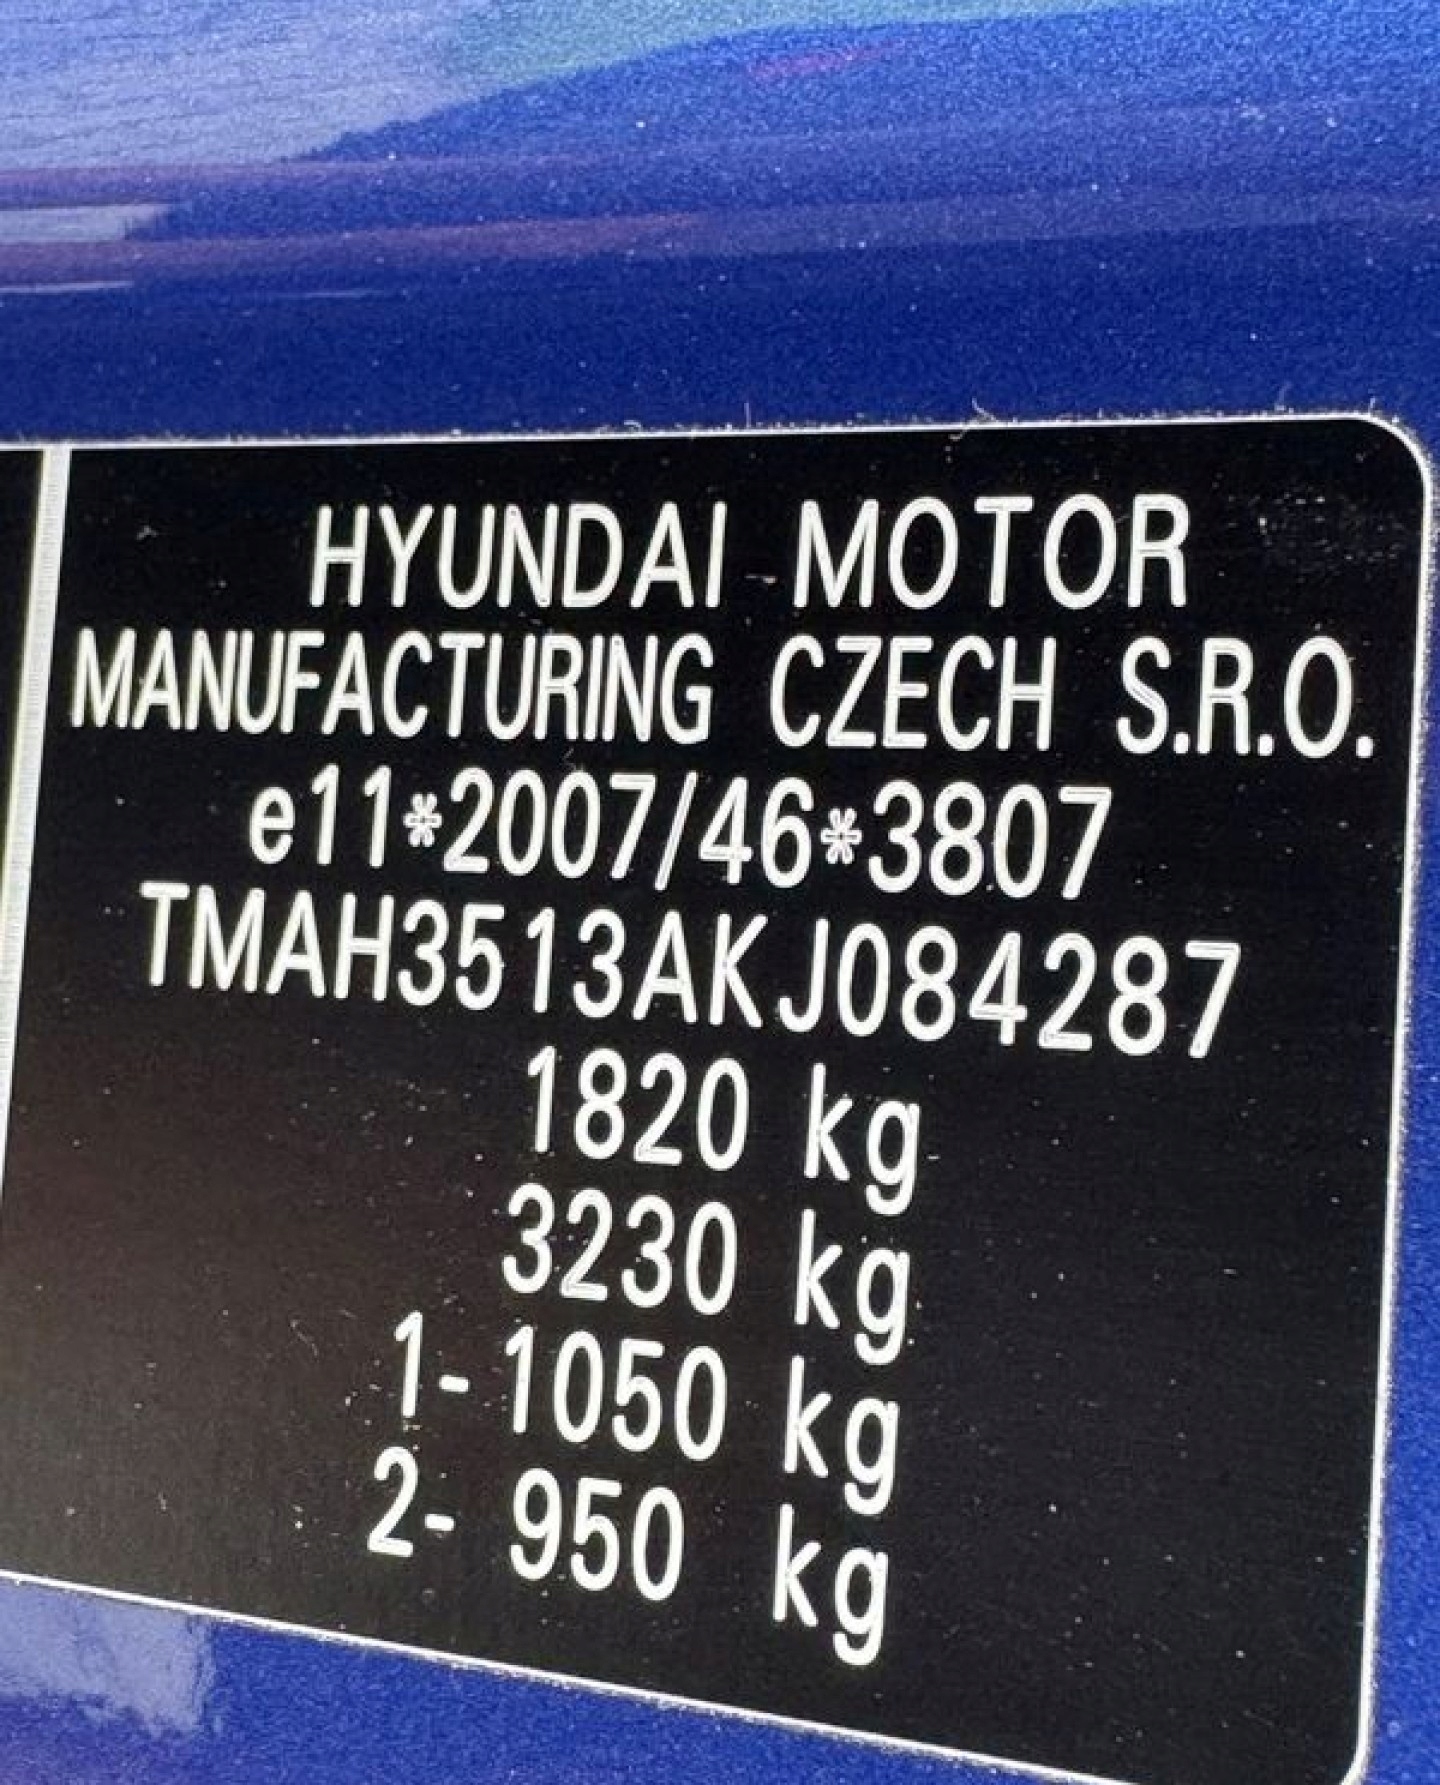 HYUNDAI MOTOR
MANUFACTURING CZECH S.R.O.
e11*2007/46*3807
TMAH3513AKJ084287
1820 kg
3230 kg
1-1050 kg
2- 950 kg